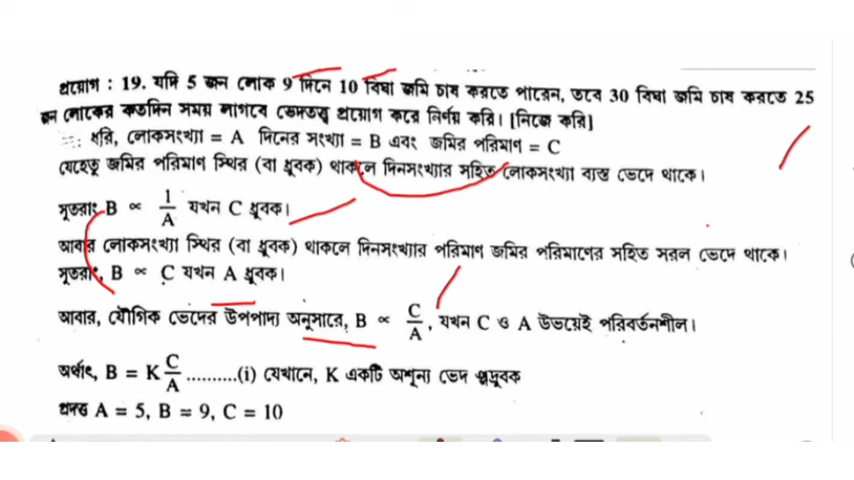 প্রয়োগ : 19. যদি 5 জন লোক 9 দিনে 10 বিঘা জমি চাষ করতে পারেন, তবে 30 বিঘা জমি চাষ করতে 25
জন লোকের কতদিন সময় লাগবে ভেদতত্ত্ব প্রয়োগ করে নির্ণয় করি। [নিজে করি]
ধরি, লোকসংখ্যা = A দিনের সংখ্যা = B এবং জমির পরিমাণ = C
যেহেতু জমির পরিমাণ স্থির (বা ধ্রুবক) থাকলে দিনসংখ্যার সহিত লোকসংখ্যা ব্যস্ত ভেদে থাকে।
সুতরাং B ∝ 1/A যখন C ধ্রুবক।
আবার লোকসংখ্যা স্থির (বা ধ্রুবক) থাকলে দিনসংখ্যার পরিমাণ জমির পরিমাণের সহিত সরল ভেদে থাকে।
সুতরাং, B ∝ C যখন A ধ্রুবক।
আবার, যৌগিক ভেদের উপপাদ্য অনুসারে, B ∝ C/A, যখন C ও A উভয়েই পরিবর্তনশীল।
অর্থাৎ, B = K C/A ..........(i) যেখানে, K একটি অশূন্য ভেদ
প্রদত্ত A = 5, B = 9, C = 10